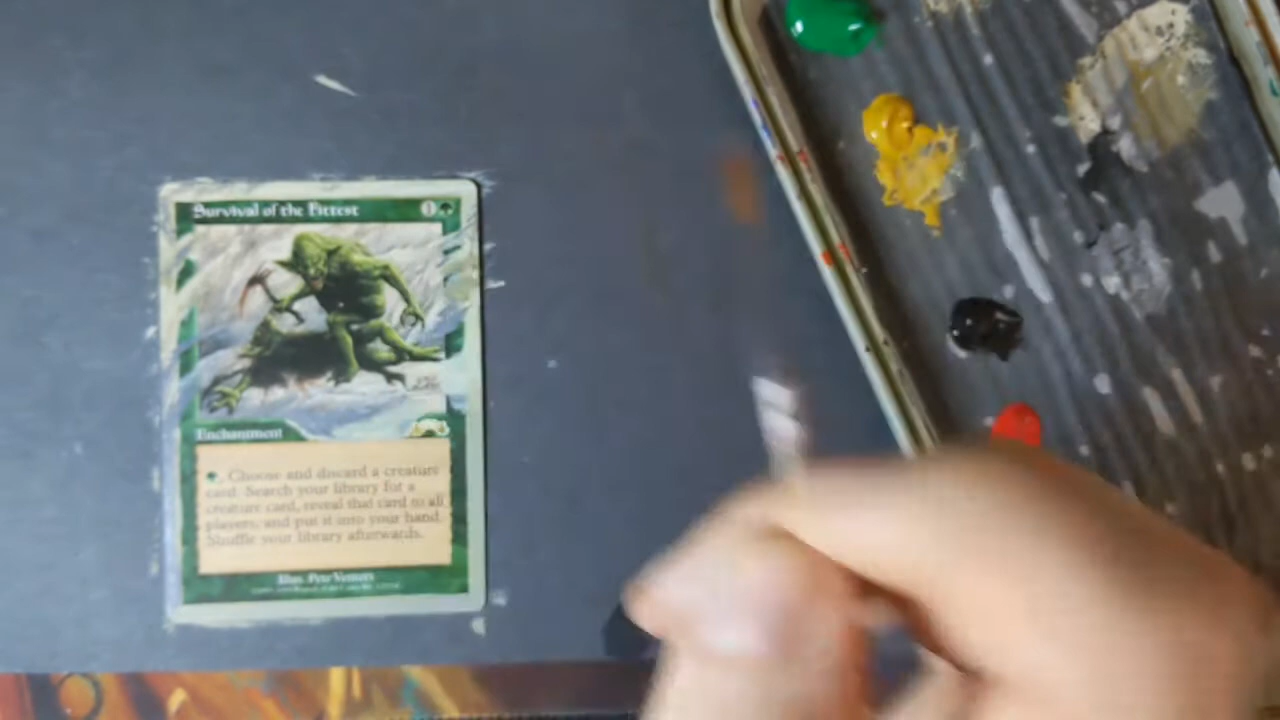 Survival of the Fittest
1
Enchantment
: Choose and discard a creature
card. Search your library for a
creature card, reveal that card to all
players, and put it into your hand.
Shuffle your library afterwards.
Illus. Pete Venters